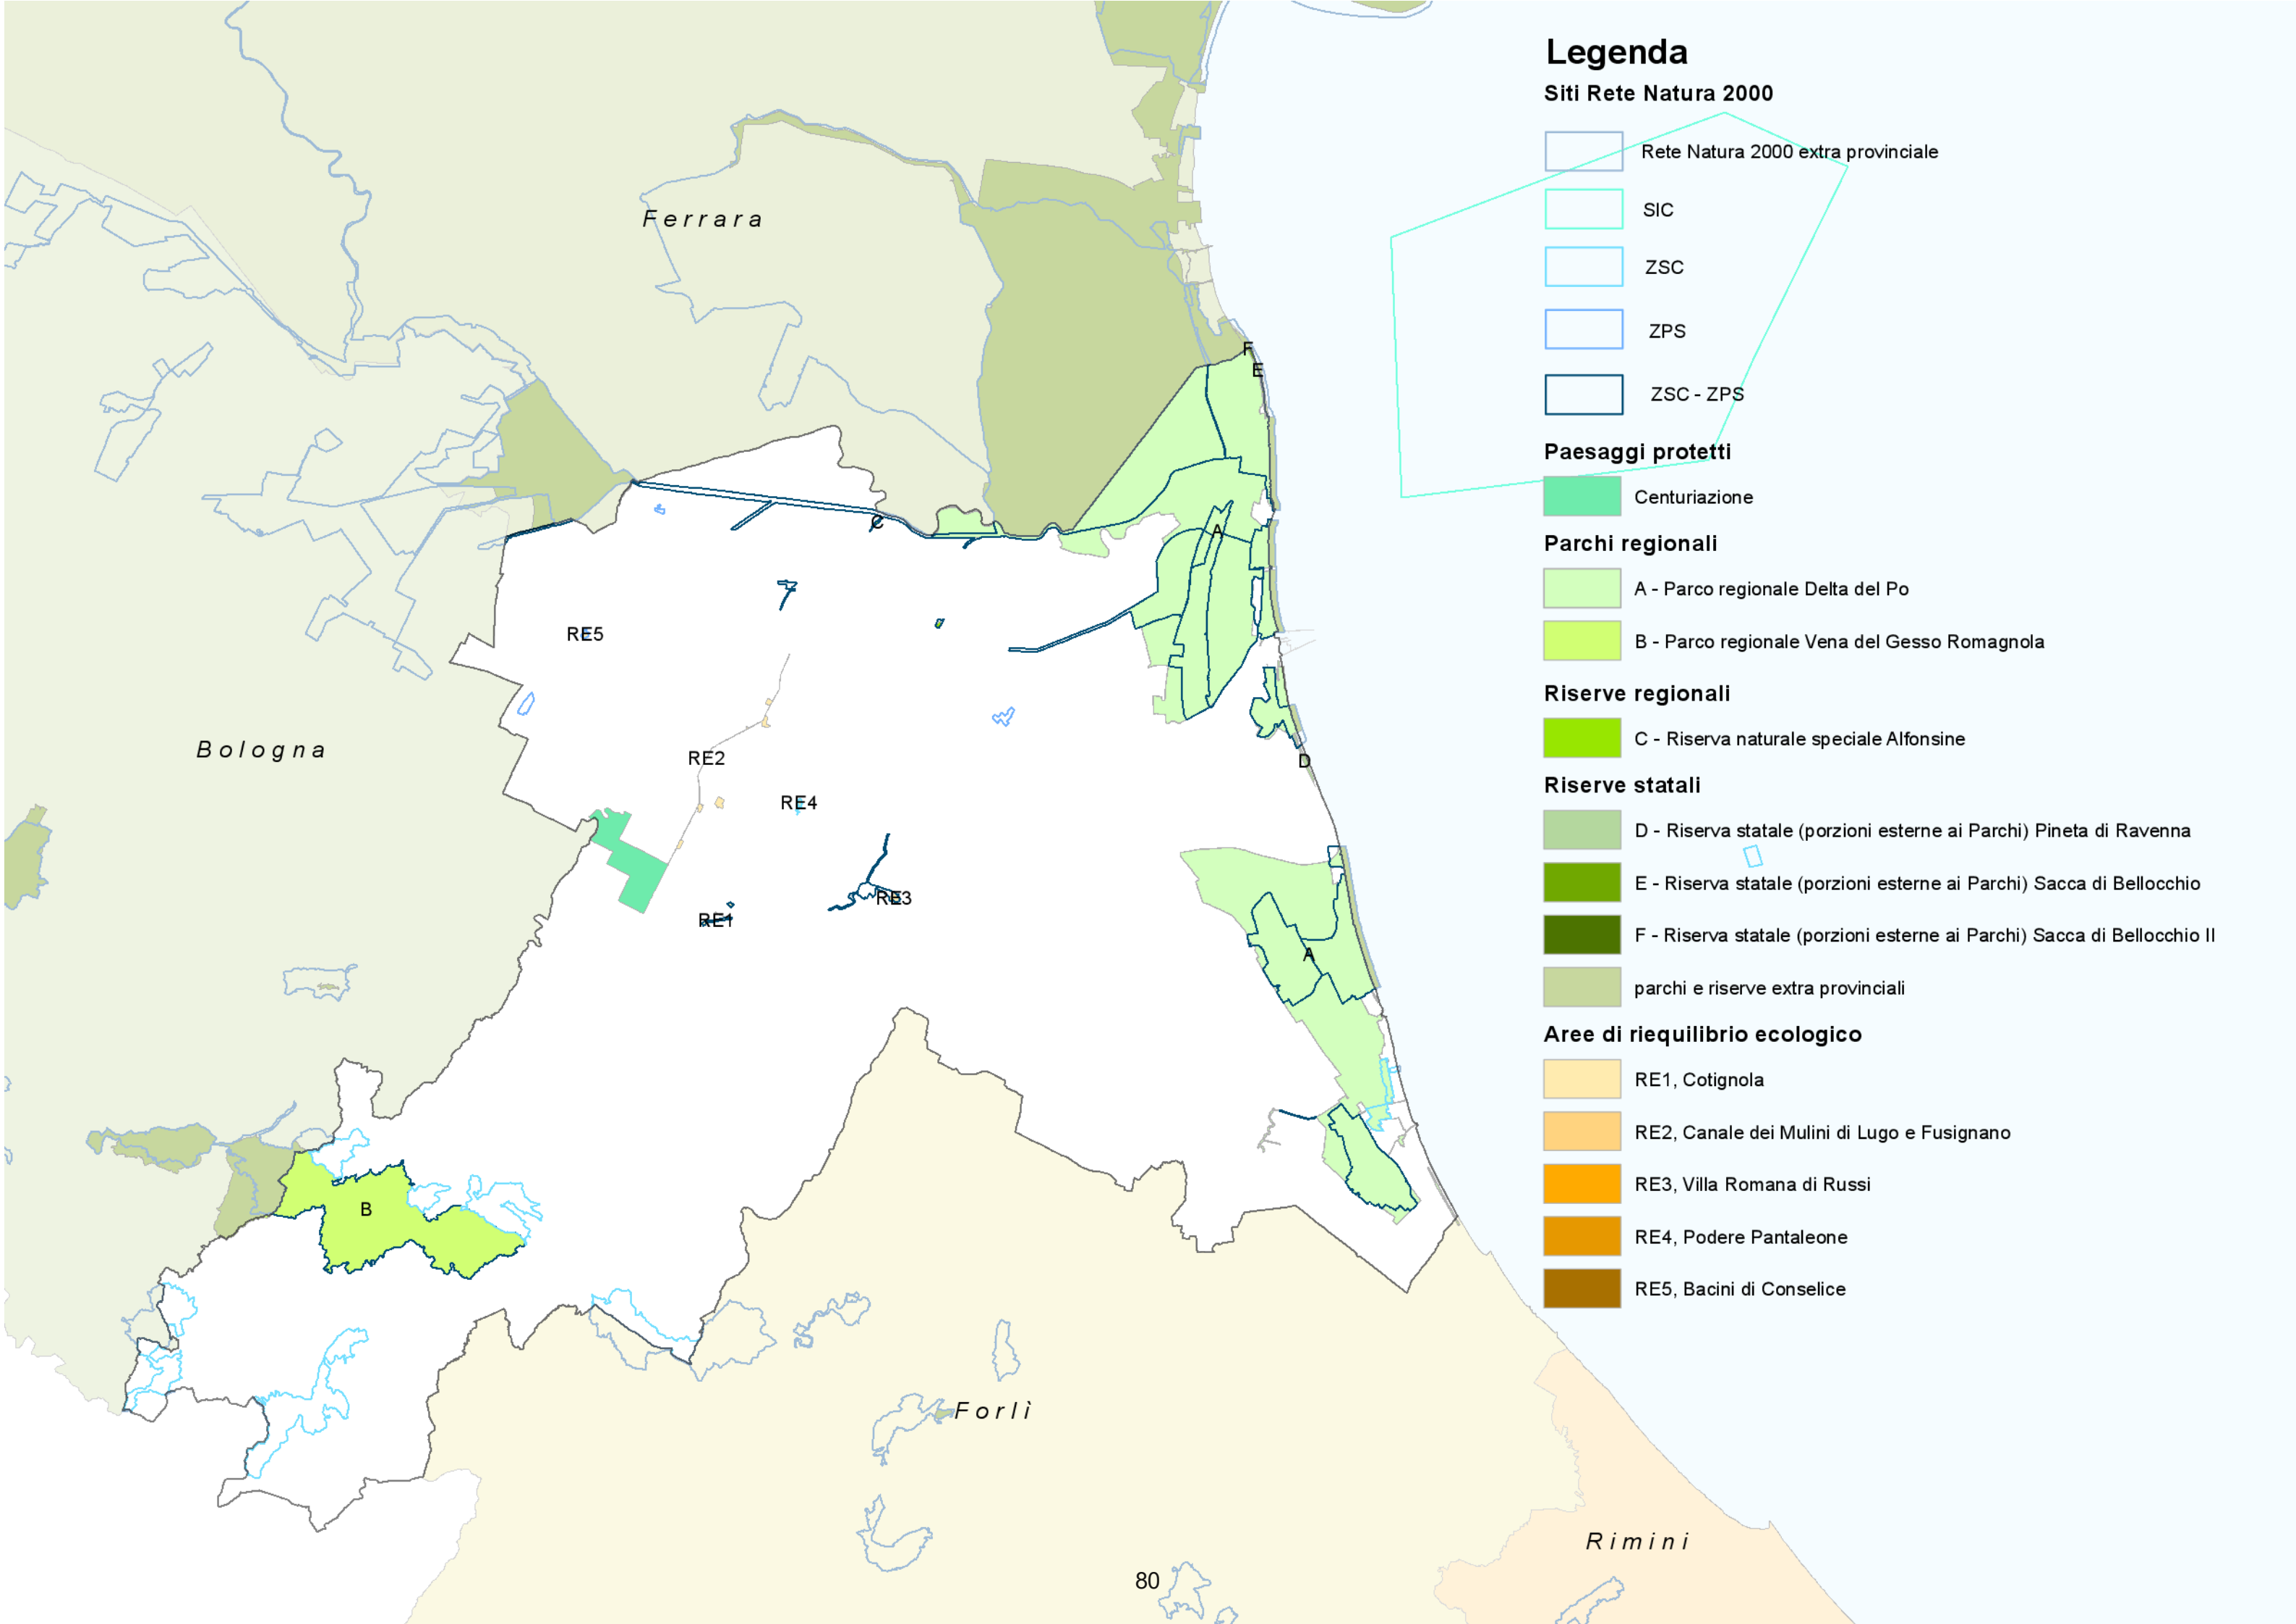 Legenda
Siti Rete Natura 2000
Rete Natura 2000 extra provinciale
SIC
ZSC
ZPS
ZSC - ZPS
Paesaggi protetti
Centuriazione
Parchi regionali
A - Parco regionale Delta del Po
B - Parco regionale Vena del Gesso Romagnola
Riserve regionali
C - Riserva naturale speciale Alfonsine
Riserve statali
D - Riserva statale (porzioni esterne ai Parchi) Pineta di Ravenna
E - Riserva statale (porzioni esterne ai Parchi) Sacca di Bellocchio
F - Riserva statale (porzioni esterne ai Parchi) Sacca di Bellocchio II
parchi e riserve extra provinciali
Aree di riequilibrio ecologico
RE1, Cotignola
RE2, Canale dei Mulini di Lugo e Fusignano
RE3, Villa Romana di Russi
RE4, Podere Pantaleone
RE5, Bacini di Conselice
Ferrara
F
E
C
A
RE5
Bologna
RE2
D
RE4
RE3
RE1
A
B
Forlì
Rimini
80